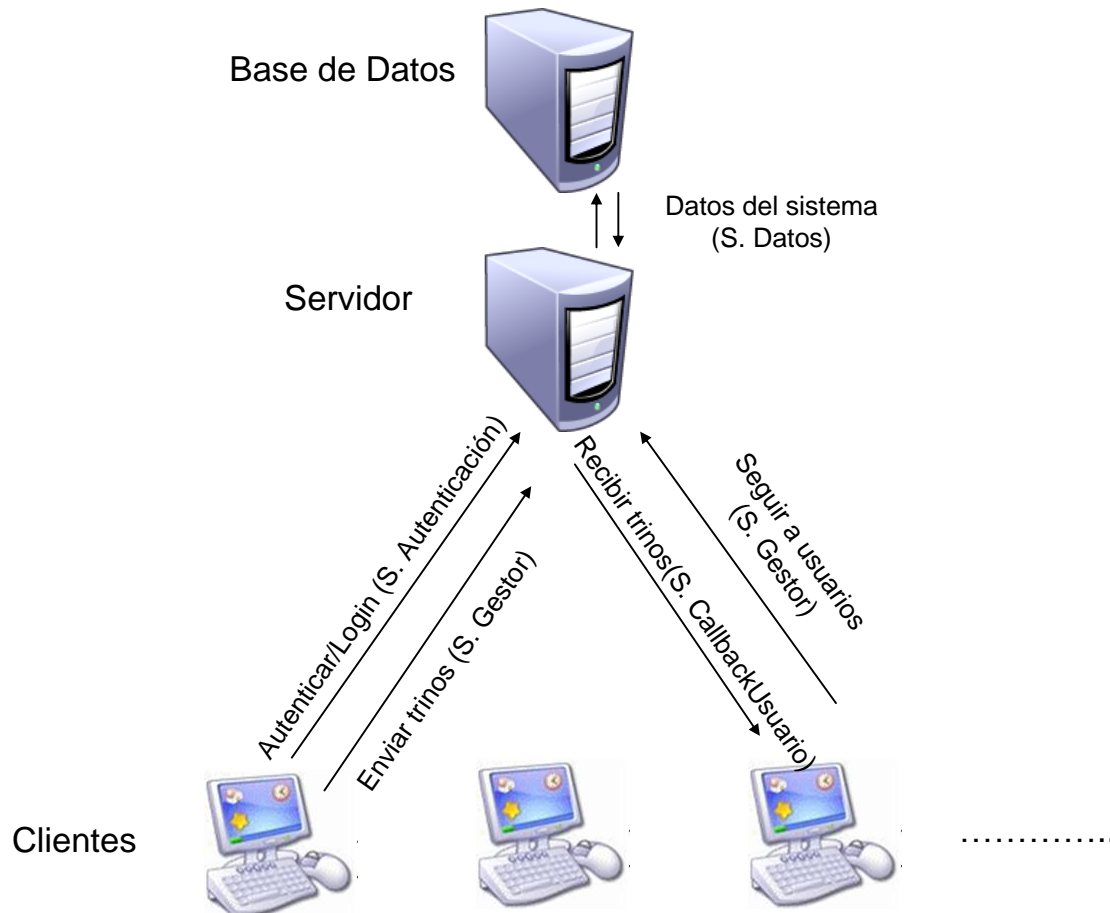 Base de Datos
Datos del sistema
(S. Datos)
Servidor
Autenticar/Login (S. Autenticación)
Enviar trinos (S. Gestor)
Recibir trinos(S. CallbackUsuario)
Seguir a usuarios
(S. Gestor)
Clientes
...............